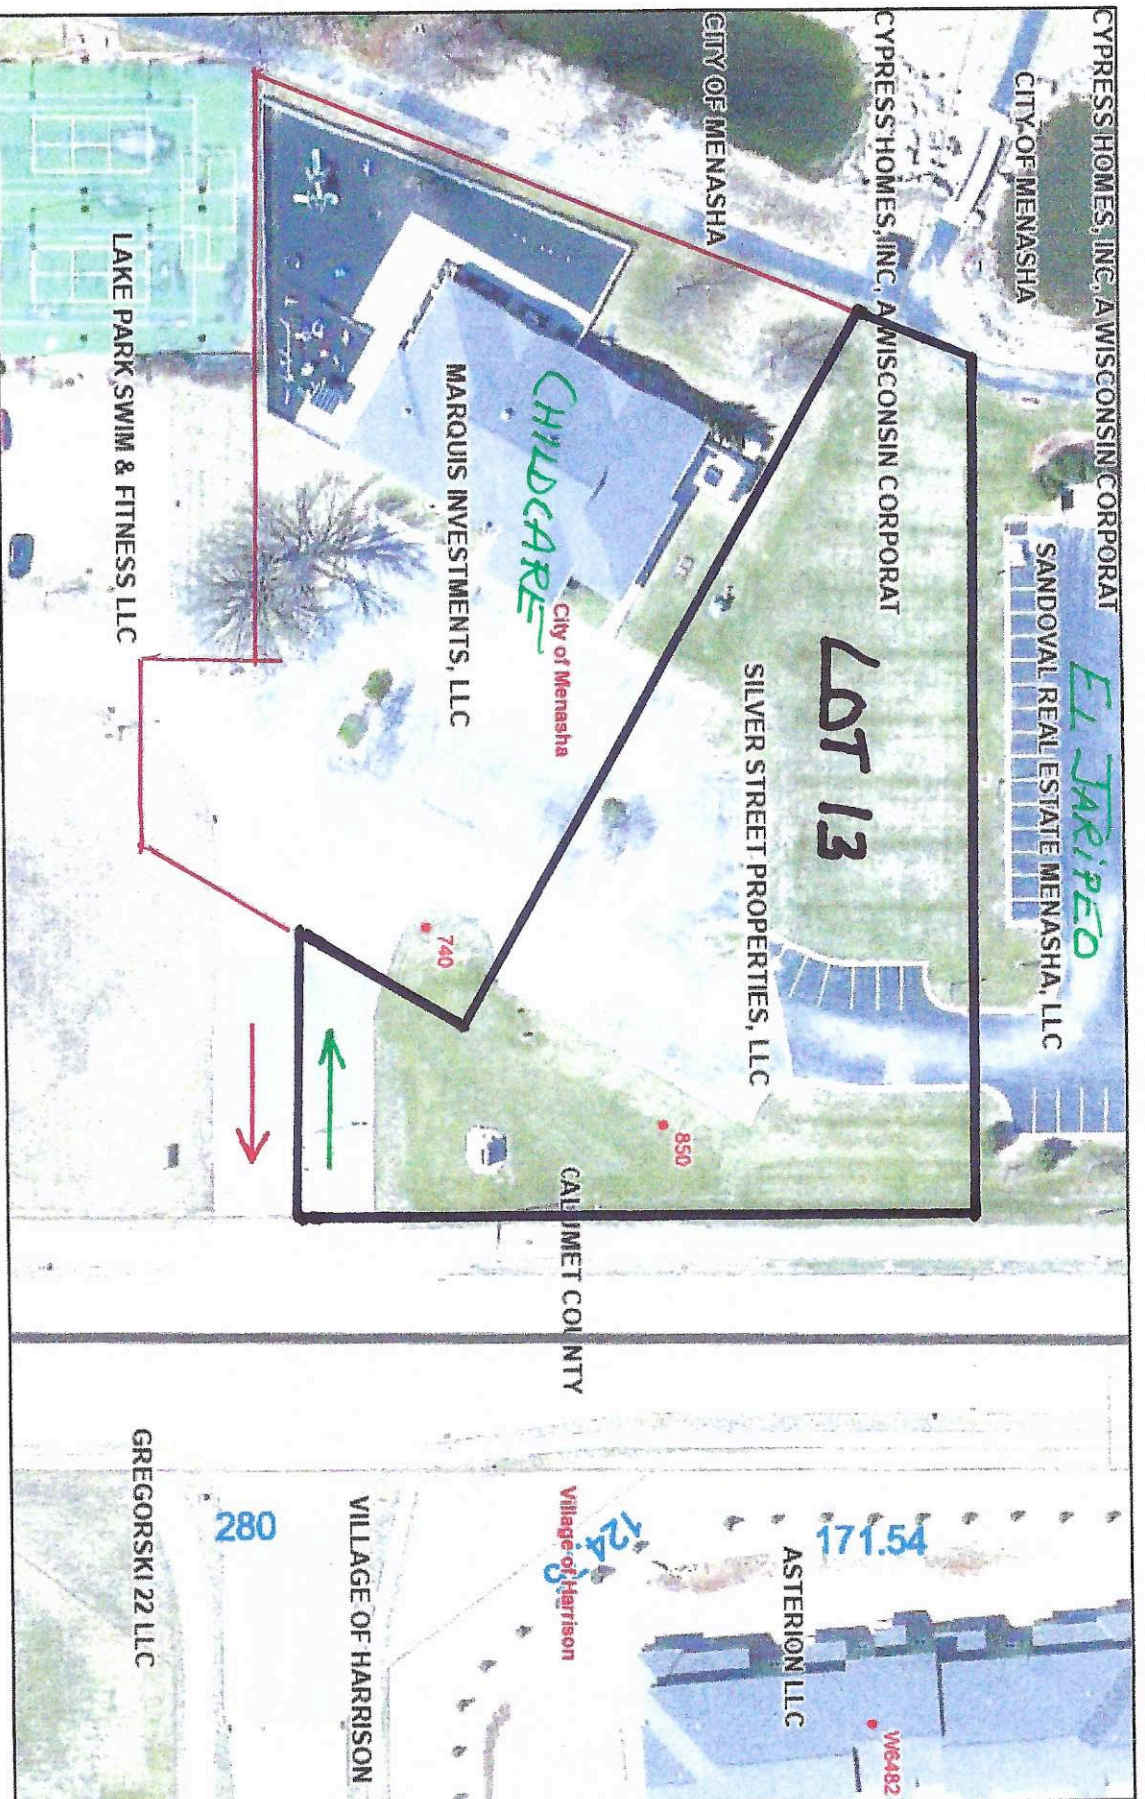 CYPRESS HOMES, INC, A WISCONSIN CORPORAT
CITY OF MENASHA
EL JARIPEO
SANDOVAL REAL ESTATE MENASHA, LLC
CYPRESS HOMES, INC, A WISCONSIN CORPORAT
LOT 13
SILVER STREET PROPERTIES, LLC
CITY OF MENASHA
850
CHILDCARE
City of Menasha
CALUMET COUNTY
MARQUIS INVESTMENTS, LLC
740
LAKE PARK SWIM & FITNESS LLC
171.54
ASTERION LLC
W6482
Village of Harrison
VILLAGE OF HARRISON
280
GREGORSKI 22 LLC